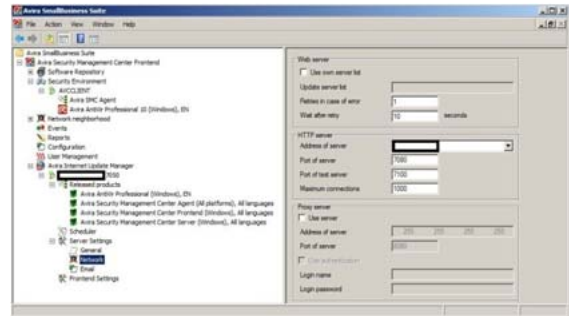 Avira SmallBusiness Suite
File Action View Window Help
Avira SmallBusiness Suite
Avira Security Management Center Frontend
Software Repository
Security Environment
AVCCLIENT
Avira SMC Agent
Avira AntiVir Professional 10 (Windows), EN
Network neighborhood
Events
Reports
Configuration
User Management
Avira Internet Update Manager
7050
Released products
Avira AntiVir Professional (Windows), EN
Avira Security Management Center Agent (All platforms), All languages
Avira Security Management Center Frontend (Windows), All languages
Avira Security Management Center Server (Windows), All languages
Scheduler
Server Settings
General
Network
Email
Frontend Settings
Web server
Use own server list
Update server list
Retries in case of error
1
Wait after retry
10
seconds
HTTP server
Address of server
Port of server
7080
Port of test server
7100
Maximum connections
1000
Proxy server
Use server
Address of server
255 255 255 255
Port of server
8080
Use authentication
Login name
Login password